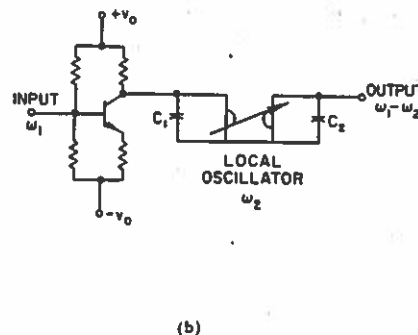 +v₀
INPUT
ω₁
C₁
C₂
OUTPUT
ω₁-ω₂
LOCAL
OSCILLATOR
ω₂
-v₀
(b)